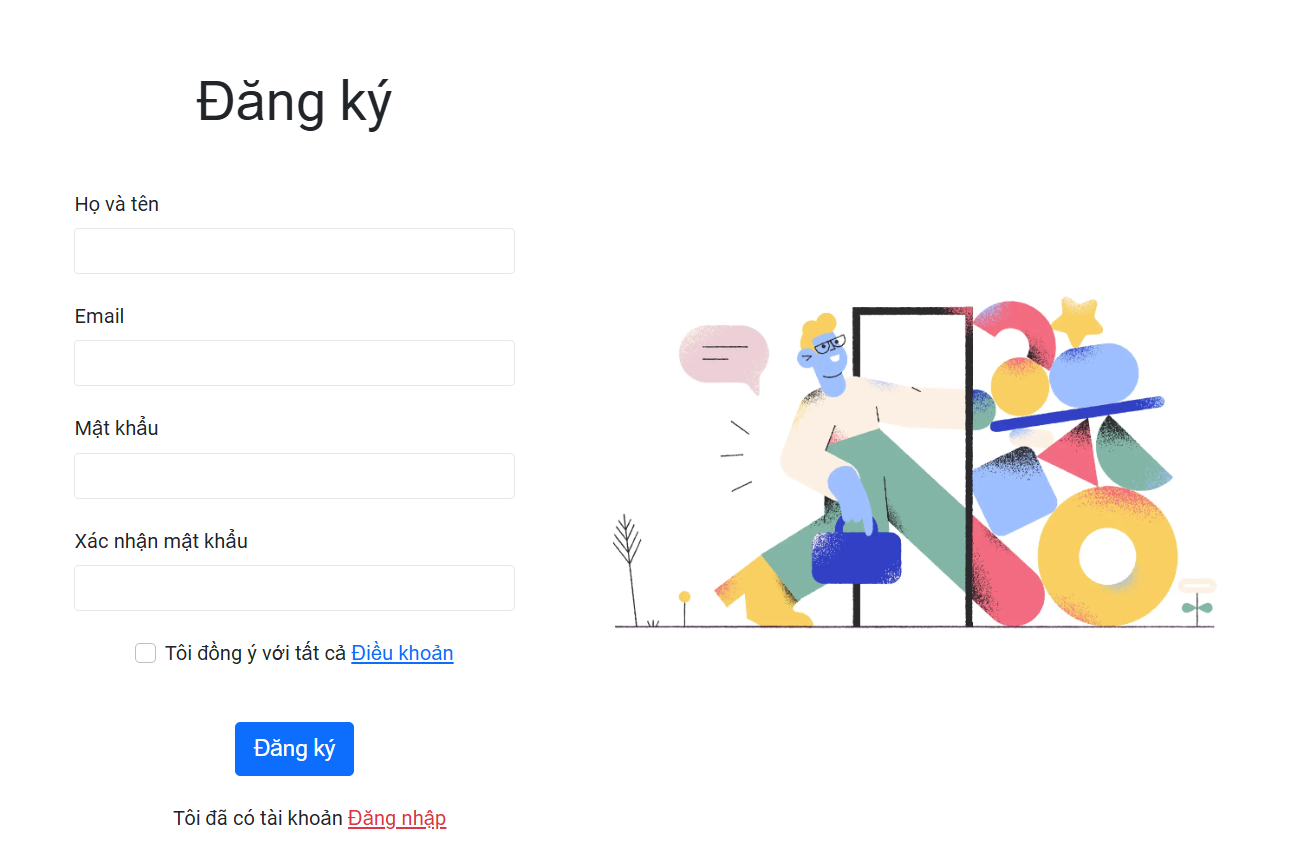 Đăng ký
Họ và tên
Email
Mật khẩu
Xác nhận mật khẩu
Tôi đồng ý với tất cả Điều khoản
Đăng ký
Tôi đã có tài khoản Đăng nhập